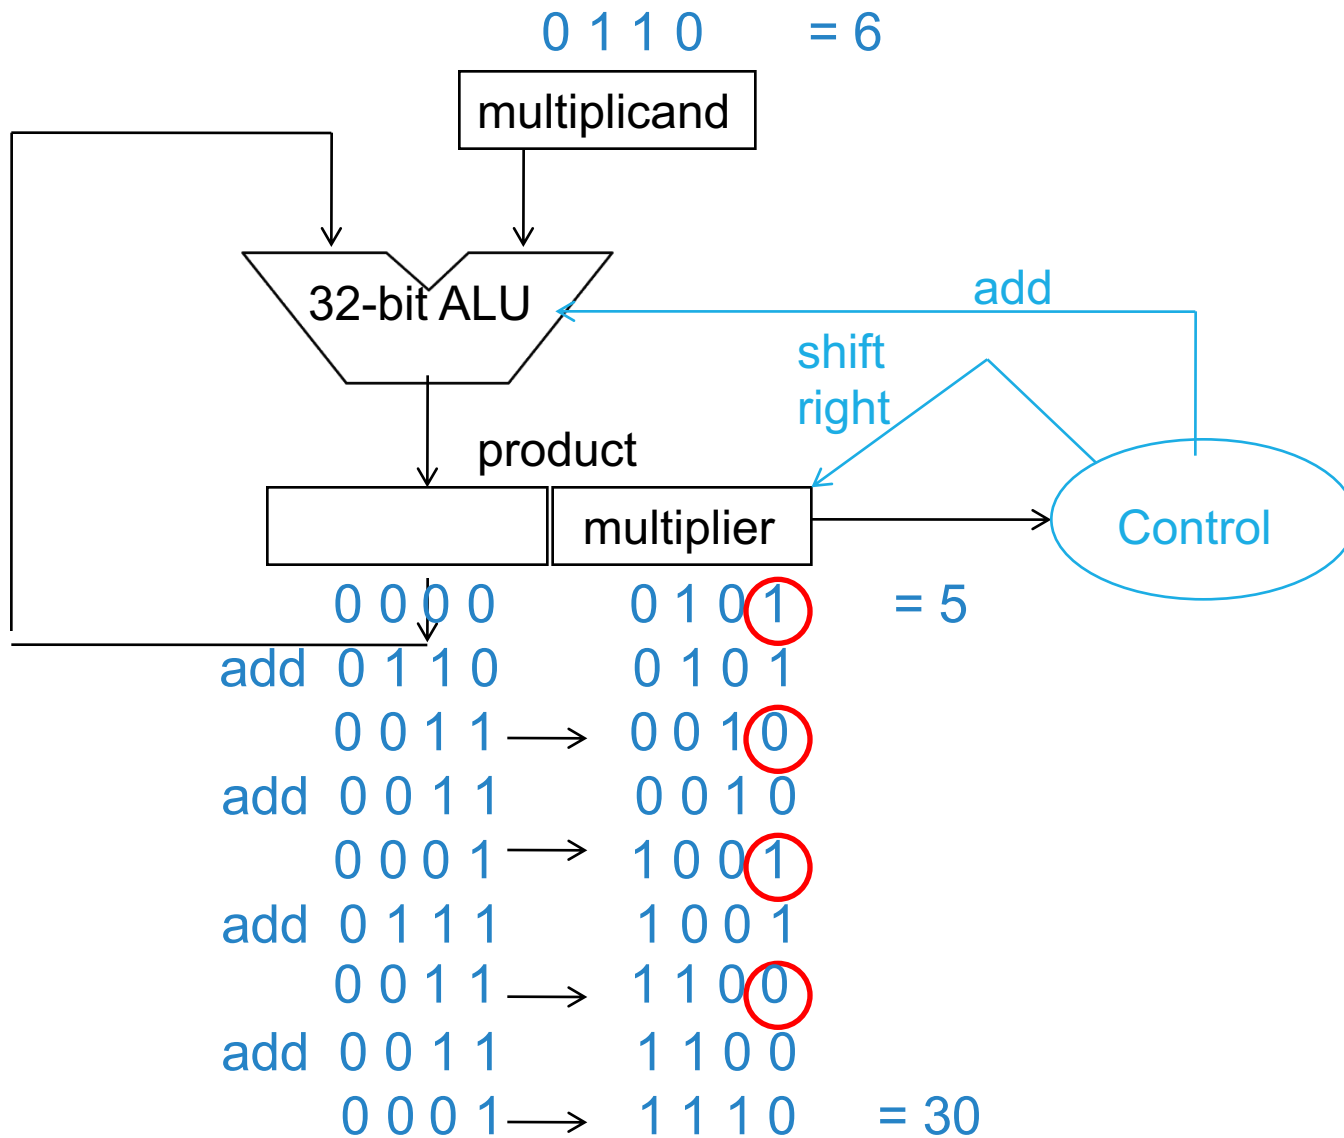 0 1 1 0 = 6
multiplicand
32-bit ALU
add
shift
right
product
multiplier
Control
0 0 0 0 0 1 0 1 = 5
add 0 1 1 0 0 1 0 1
0 0 1 1 0 0 1 0
add 0 0 1 1 0 0 1 0
0 0 0 1 1 0 0 1
add 0 1 1 1 1 0 0 1
0 0 1 1 1 1 0 0
add 0 0 1 1 1 1 0 0
0 0 0 1 1 1 1 0 = 30